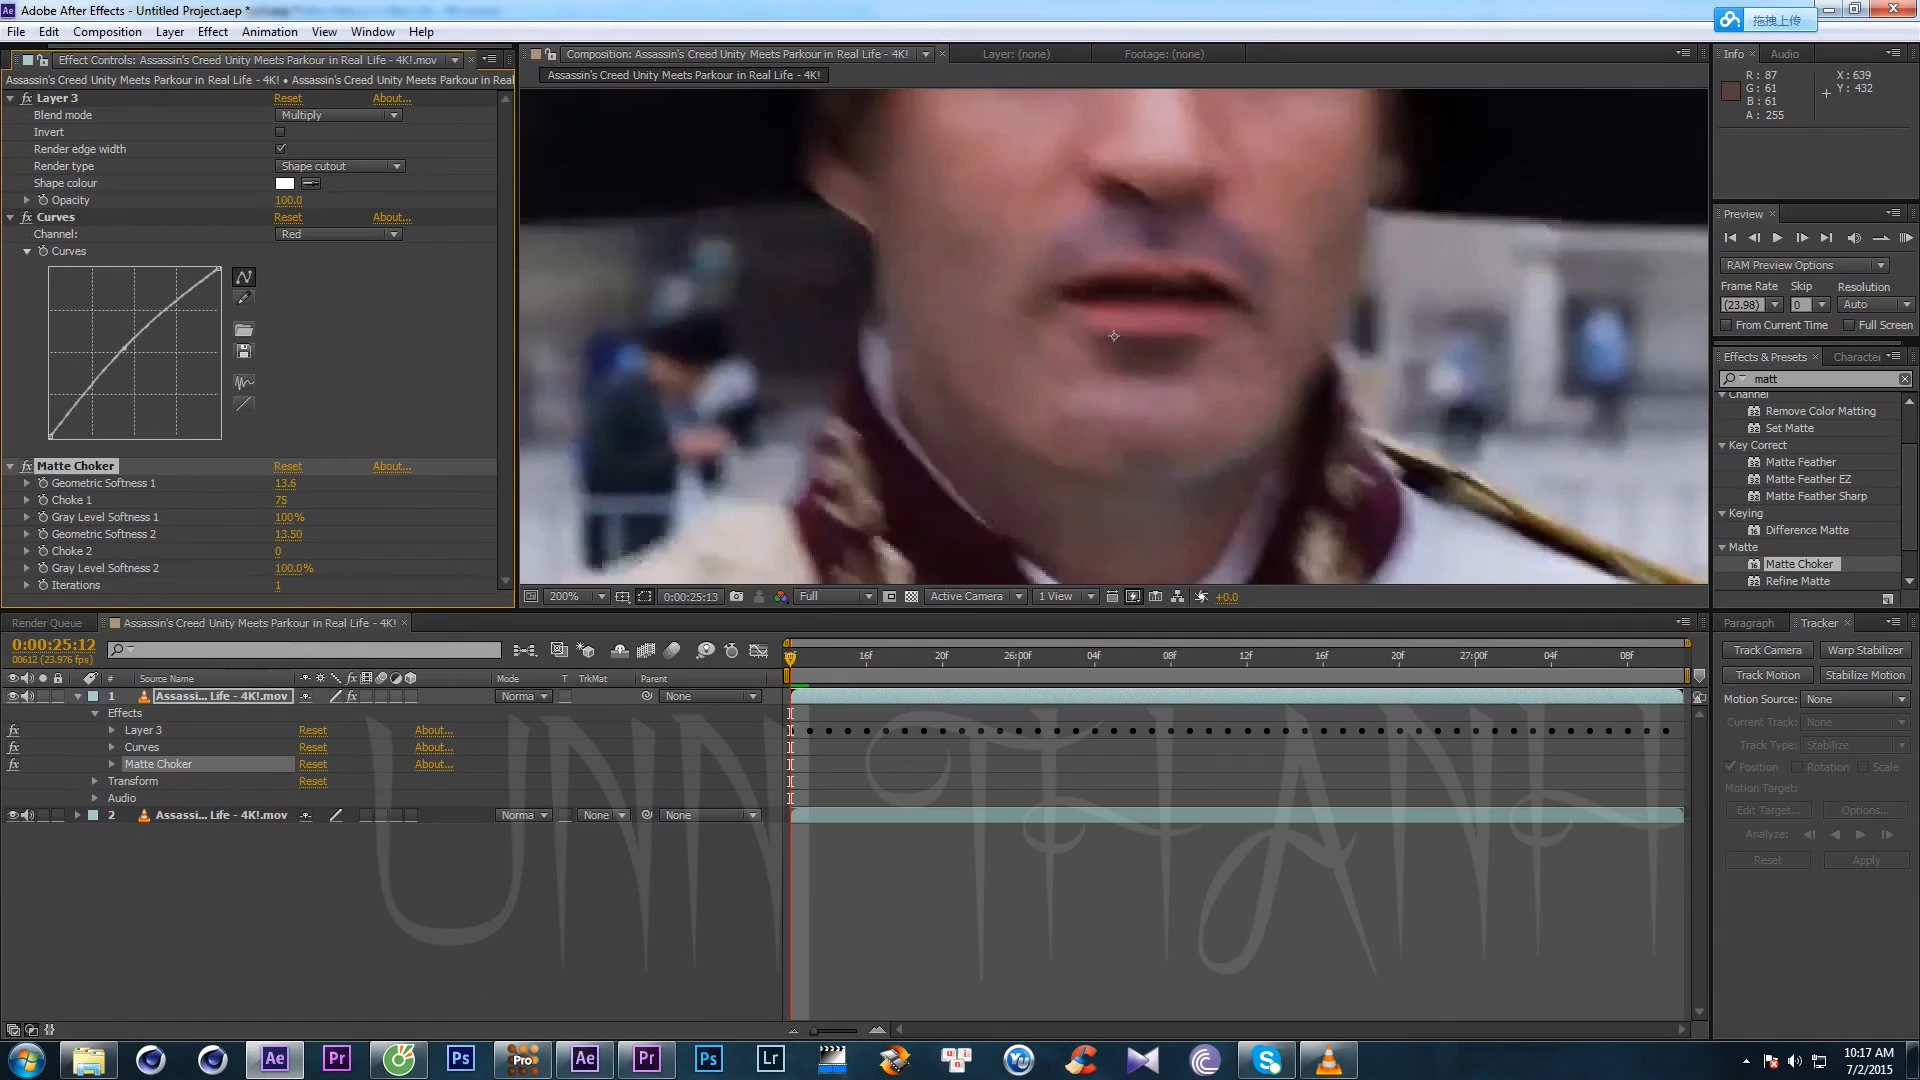 Adobe After Effects - Untitled Project.aep *
拖拽上传
File Edit Composition Layer Effect Animation View Window Help
Effect Controls: Assassin's Creed Unity Meets Parkour in Real Life - 4K!.mov
Assassin's Creed Unity Meets Parkour in Real Life - 4K! • Assassin's Creed Unity Meets Parkour in Real
Layer 3 Reset About...
Blend mode Multiply
Invert
Render edge width
Render type Shape cutout
Shape colour
Opacity 100.0
Curves Reset About...
Channel: Red
Curves
Matte Choker Reset About...
Geometric Softness 1 13.6
Choke 1 75
Gray Level Softness 1 100%
Geometric Softness 2 13.50
Choke 2 0
Gray Level Softness 2 100.0%
Iterations 1
Composition: Assassin's Creed Unity Meets Parkour in Real Life - 4K!
Layer: (none)
Footage: (none)
Assassin's Creed Unity Meets Parkour in Real Life - 4K!
200% 0:00:25:13 Full Active Camera 1 View +0.0
Info Audio
R: 87 X: 639
G: 61 Y: 432
B: 61
A: 255
Preview
RAM Preview Options
Frame Rate Skip Resolution
(23.98) 0 Auto
From Current Time Full Screen
Effects & Presets Character
matt
Channel
Remove Color Matting
Set Matte
Key Correct
Matte Feather
Matte Feather EZ
Matte Feather Sharp
Keying
Difference Matte
Matte
Matte Choker
Refine Matte
Render Queue Assassin's Creed Unity Meets Parkour in Real Life - 4K!
0:00:25:12
00612 (23.976 fps)
16f 20f 26:00f 04f 08f 12f 16f 20f 27:00f 04f 08f
# Source Name Mode T TrkMat Parent
1 Assassi... Life - 4K!.mov Norma None
Effects
Layer 3 Reset About...
Curves Reset About...
Matte Choker Reset About...
Transform Reset
Audio
2 Assassi... Life - 4K!.mov Norma None None
Paragraph Tracker
Track Camera Warp Stabilizer
Track Motion Stabilize Motion
Motion Source: None
Current Track: None
Track Type: Stabilize
Position Rotation Scale
Motion Target:
Edit Target... Options...
Analyze:
Reset Apply
UNN THANH
Ae Pr Ps Pro Ae Pr Ps Lr
10:17 AM
7/2/2015